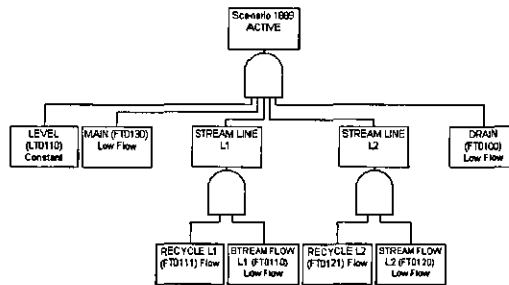 Scenario 1889
ACTIVE
LEVEL
(LT0110)
Constant
MAIN (FT0130)
Low Flow
STREAM LINE
L1
STREAM LINE
L2
DRAIN
(FT0100)
Low Flow
RECYCLE L1
(FT0111) Flow
STREAM FLOW
L1 (FT0110)
Low Flow
RECYCLE L2
(FT0121) Flow
STREAM FLOW
L2 (FT0120)
Low Flow